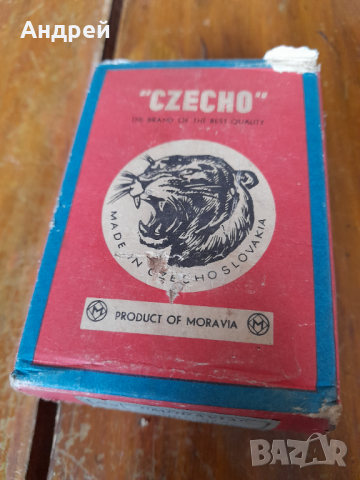 Андрей
"CZECHO"
THE BRAND OF THE BEST QUALITY
MADE IN CZECHOSLOVAKIA
PRODUCT OF MORAVIA
BAZAR